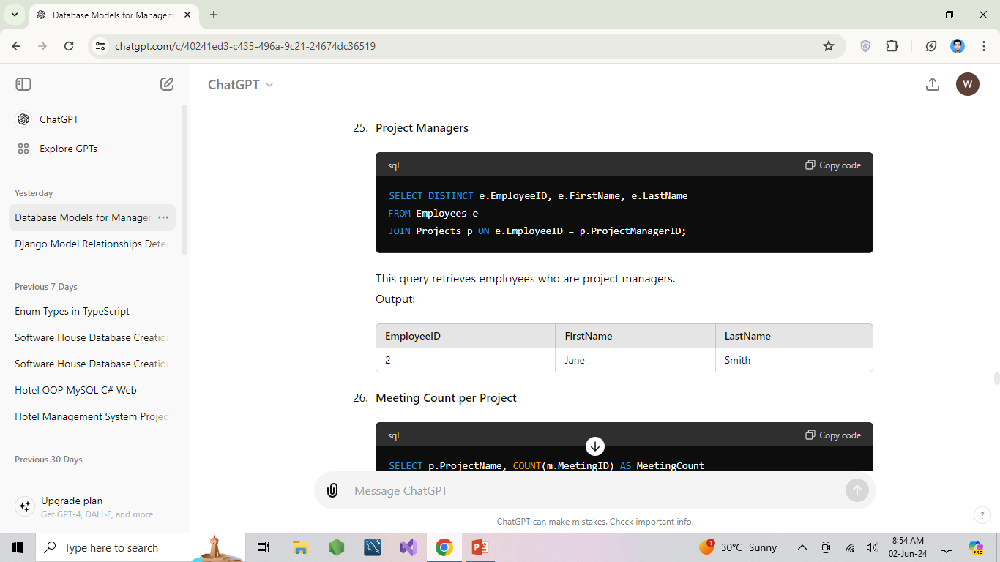 Database Models for Managem
chatgpt.com/c/40241ed3-c435-496a-9c21-24674dc36519
ChatGPT
W
ChatGPT
Explore GPTs
Yesterday
Database Models for Manager
Django Model Relationships Dete
Previous 7 Days
Enum Types in TypeScript
Software House Database Creation
Software House Database Creation
Hotel OOP MySQL C# Web
Hotel Management System Projec
Previous 30 Days
Upgrade plan
Get GPT-4, DALL·E, and more
25. Project Managers
sql
Copy code
SELECT DISTINCT e.EmployeeID, e.FirstName, e.LastName
FROM Employees e
JOIN Projects p ON e.EmployeeID = p.ProjectManagerID;
This query retrieves employees who are project managers.
Output:
EmployeeID FirstName LastName
2 Jane Smith
26. Meeting Count per Project
sql
Copy code
SELECT p.ProjectName, COUNT(m.MeetingID) AS MeetingCount
Message ChatGPT
ChatGPT can make mistakes. Check important info.
?
Type here to search
1
30°C Sunny
8:54 AM
02-Jun-24
PRE